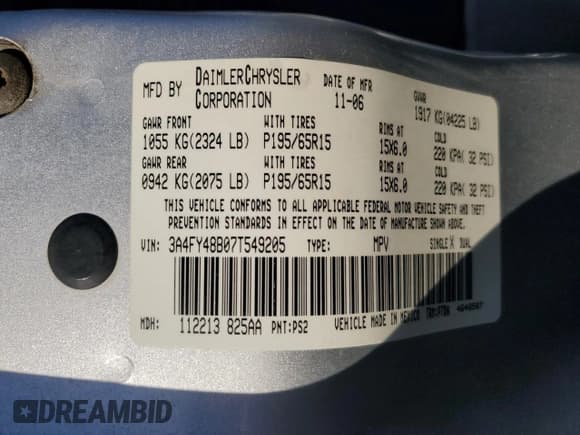 MFD BY DAIMLERCHRYSLER CORPORATION
DATE OF MFR 11-06
GVWR 1917 KG(04225 LB)
GAWR FRONT WITH TIRES RIMS AT COLD
1055 KG(2324 LB) P195/65R15 15X6.0 220 KPA( 32 PSI)
GAWR REAR WITH TIRES RIMS AT COLD
0942 KG(2075 LB) P195/65R15 15X6.0 220 KPA( 32 PSI)
THIS VEHICLE CONFORMS TO ALL APPLICABLE FEDERAL MOTOR VEHICLE SAFETY AND THEFT
PREVENTION STANDARDS IN EFFECT ON THE DATE OF MANUFACTURE SHOWN ABOVE.
VIN: 3A4FY48B07T549205 TYPE: MPV SINGLE X DUAL
MDH: 112213 825AA PNT:PS2 VEHICLE MADE IN MEXICO
DREAMBID